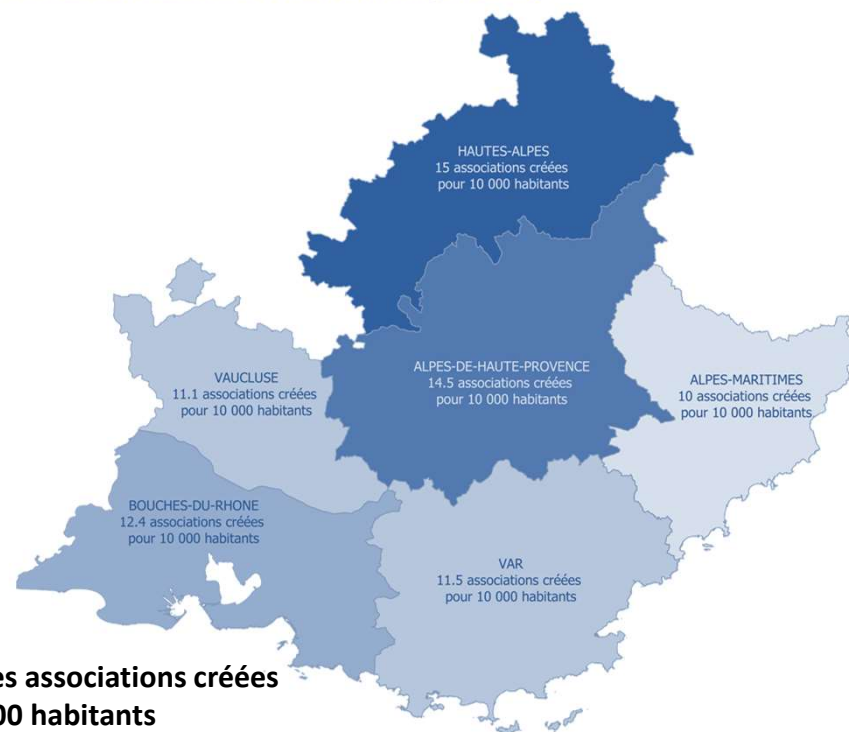 HAUTES-ALPES
15 associations créées
pour 10 000 habitants
ALPES-DE-HAUTE-PROVENCE
14.5 associations créées
pour 10 000 habitants
VAUCLUSE
11.1 associations créées
pour 10 000 habitants
ALPES-MARITIMES
10 associations créées
pour 10 000 habitants
BOUCHES-DU-RHONE
12.4 associations créées
pour 10 000 habitants
VAR
11.5 associations créées
pour 10 000 habitants
es associations créées
00 habitants